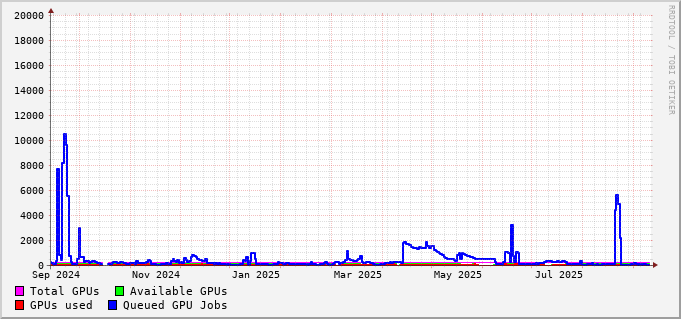 20000
18000
16000
14000
12000
10000
8000
6000
4000
2000
0
Sep 2024 Nov 2024 Jan 2025 Mar 2025 May 2025 Jul 2025
Total GPUs Available GPUs
GPUs used Queued GPU Jobs
RRDTOOL / TOBI OETIKER